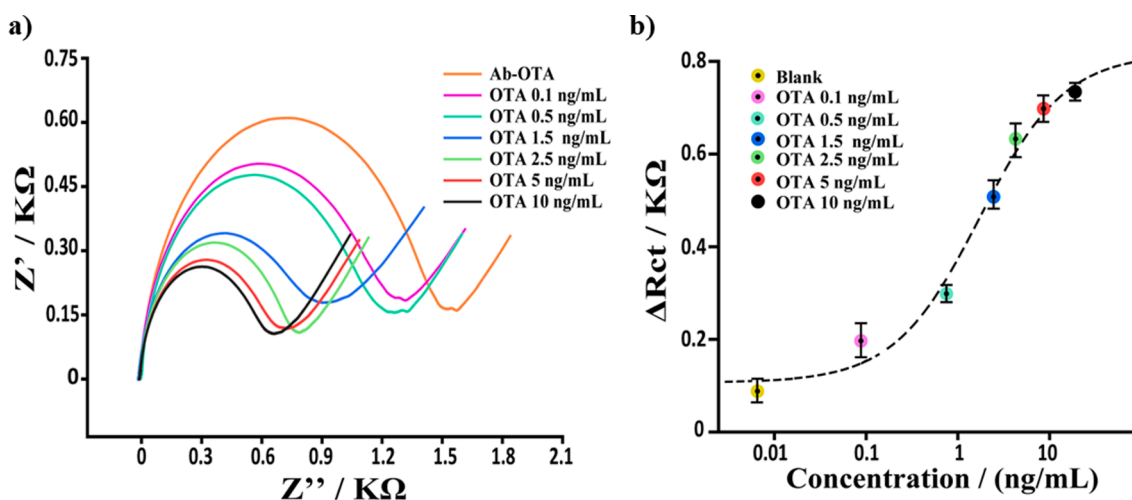 a)
0.75
0.60
0.45
0.30
0.15
0
Z' / KΩ
Ab-OTA
OTA 0.1 ng/mL
OTA 0.5 ng/mL
OTA 1.5 ng/mL
OTA 2.5 ng/mL
OTA 5 ng/mL
OTA 10 ng/mL
0 0.3 0.6 0.9 1.2 1.5 1.8 2.1
Z'' / KΩ
b)
0.8
0.6
0.4
0.2
0
ΔRct / KΩ
Blank
OTA 0.1 ng/mL
OTA 0.5 ng/mL
OTA 1.5 ng/mL
OTA 2.5 ng/mL
OTA 5 ng/mL
OTA 10 ng/mL
0.01 0.1 1 10
Concentration / (ng/mL)